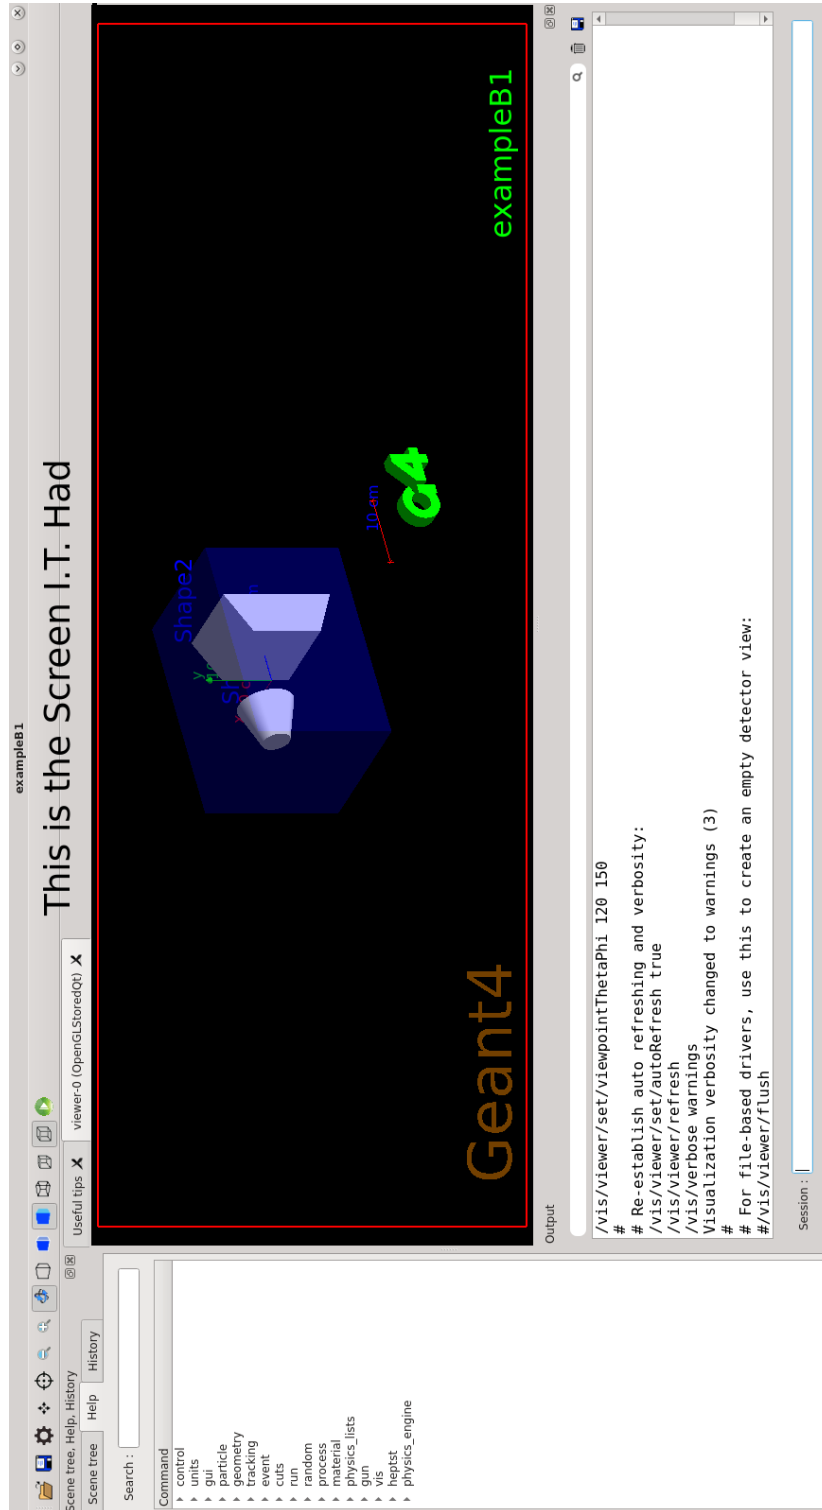 exampleB1
This is the Screen I.T. Had
Scene tree, Help, History
Scene tree
Help
History
Search :
Command
control
units
gui
particle
geometry
tracking
event
cuts
run
random
process
material
physics_lists
gun
vis
heptst
physics_engine
Useful tips
viewer-0 (OpenGLStoredQt)
Shape2
Sh
y
x
10
Geant4
exampleB1
G4
Output
/vis/viewer/set/viewpointThetaPhi 120 150
#
# Re-establish auto refreshing and verbosity:
/vis/viewer/set/autoRefresh true
/vis/viewer/refresh
/vis/verbose warnings
Visualization verbosity changed to warnings (3)
#
# For file-based drivers, use this to create an empty detector view:
#/vis/viewer/flush
Session :